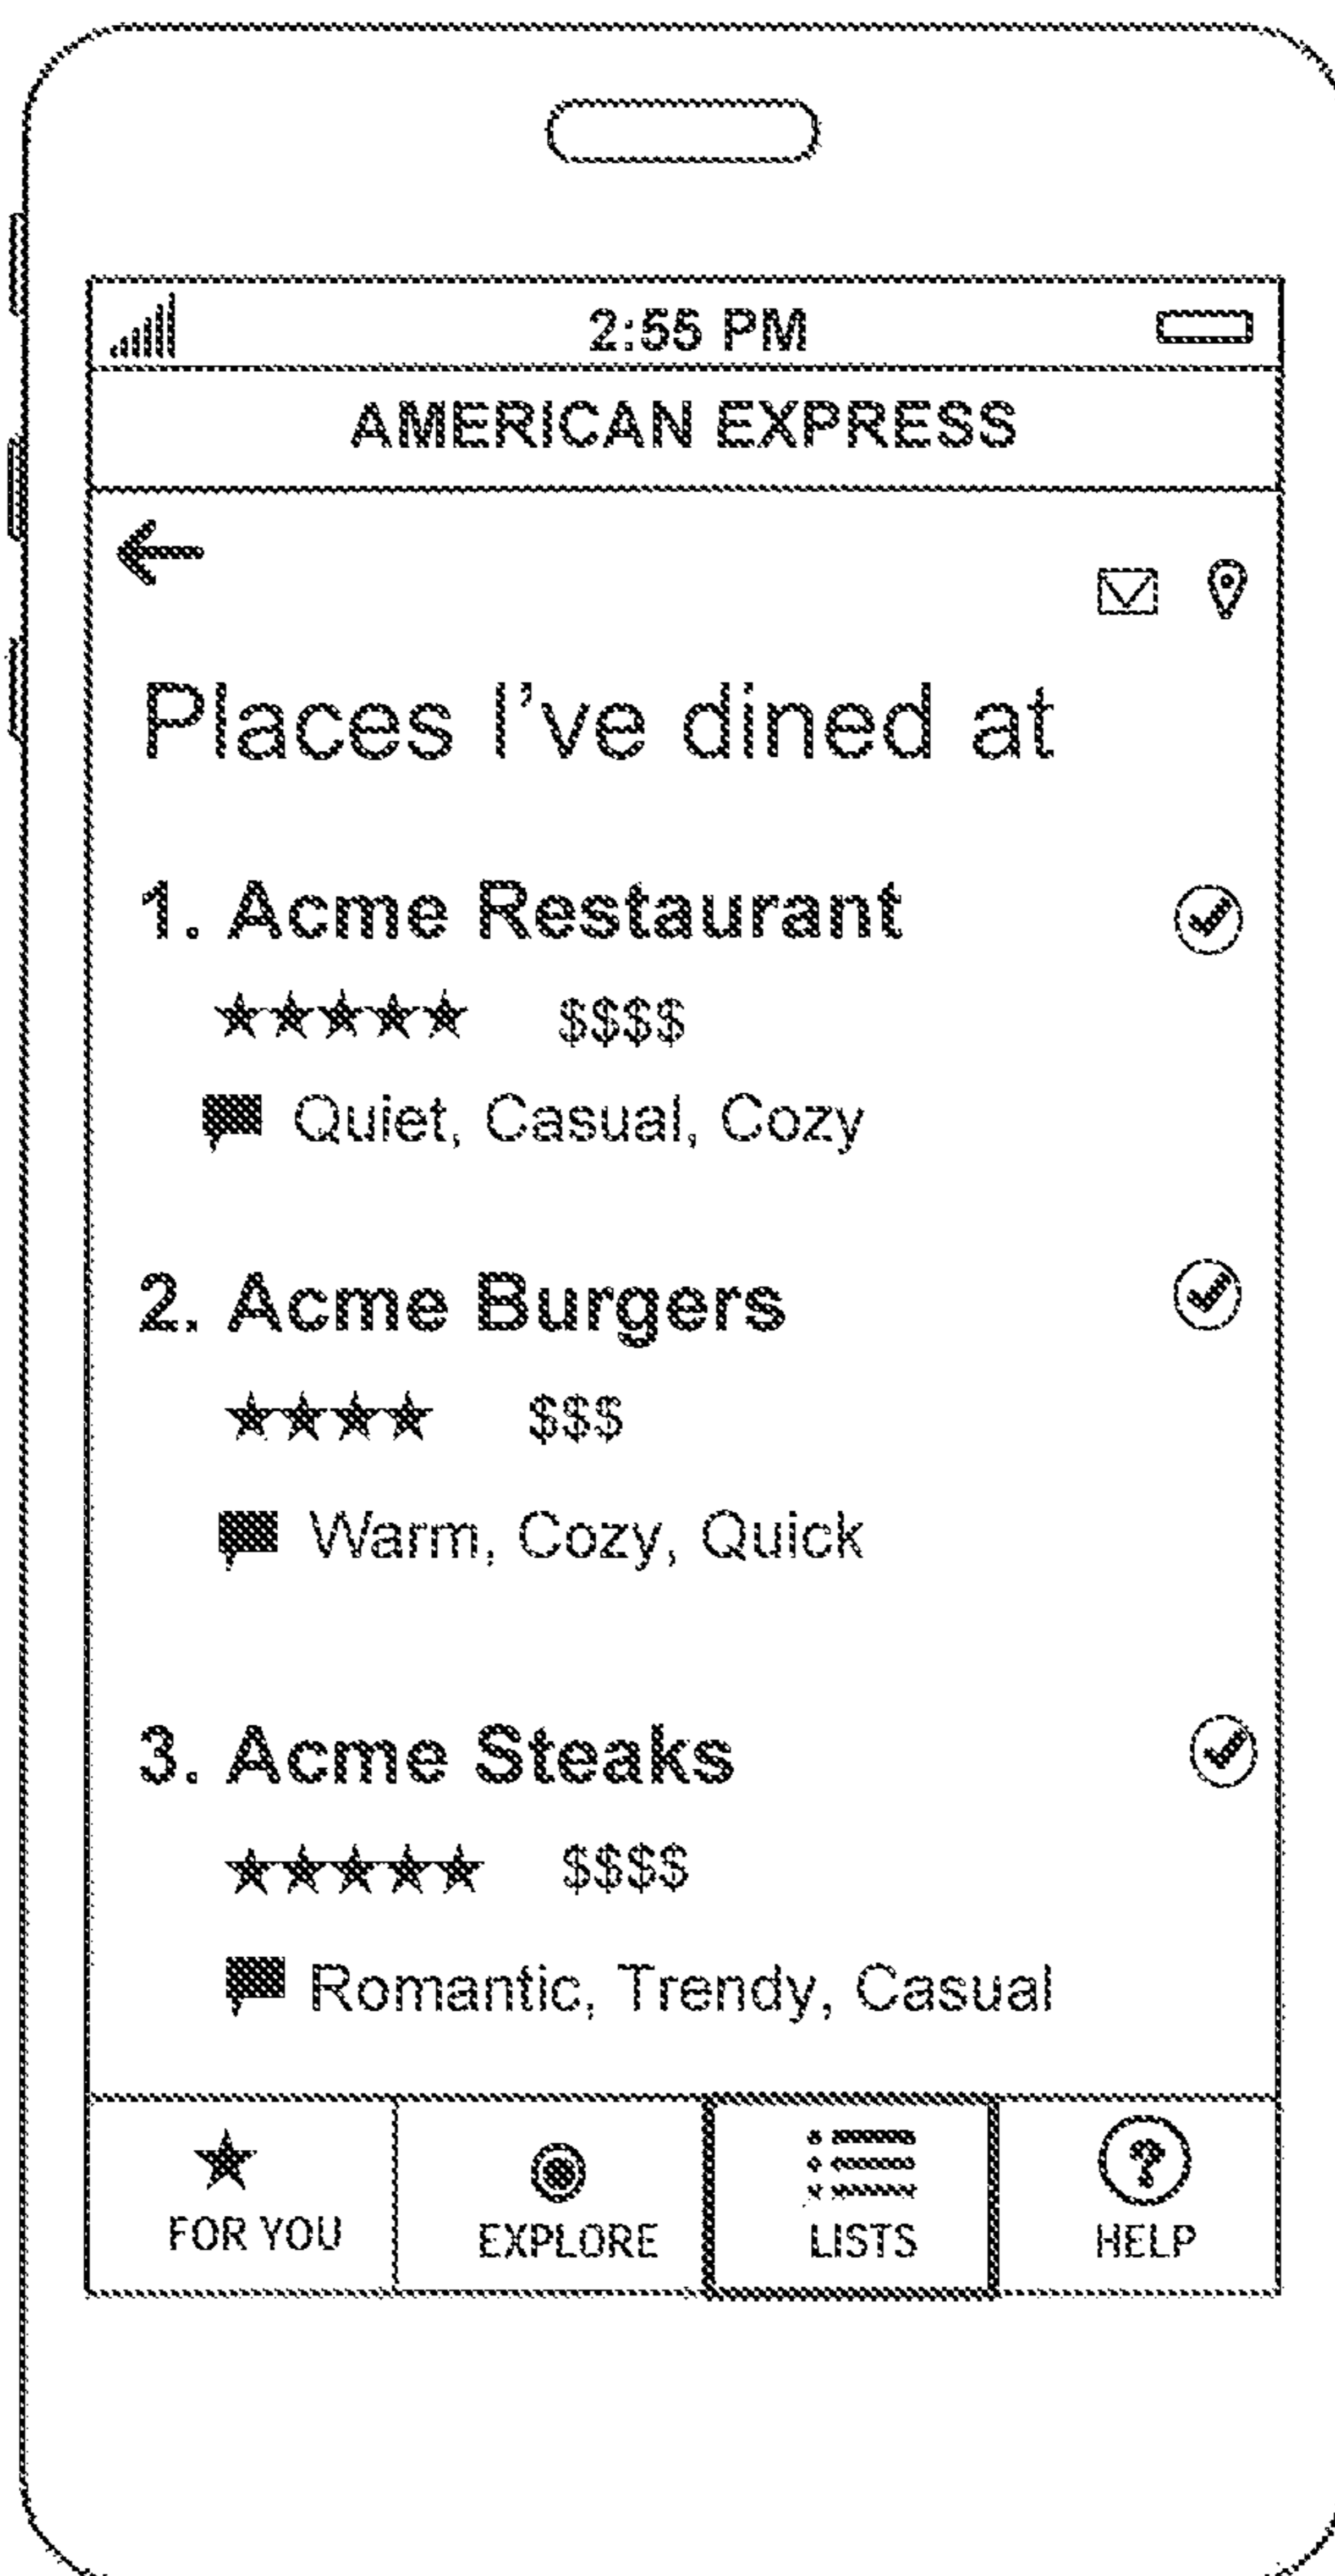 2:55 PM
AMERICAN EXPRESS
Places I've dined at
1. Acme Restaurant
★★★★★ $$$$
Quiet, Casual, Cozy
2. Acme Burgers
★★★★ $$$
Warm, Cozy, Quick
3. Acme Steaks
★★★★★ $$$$
Romantic, Trendy, Casual
FOR YOU EXPLORE LISTS HELP